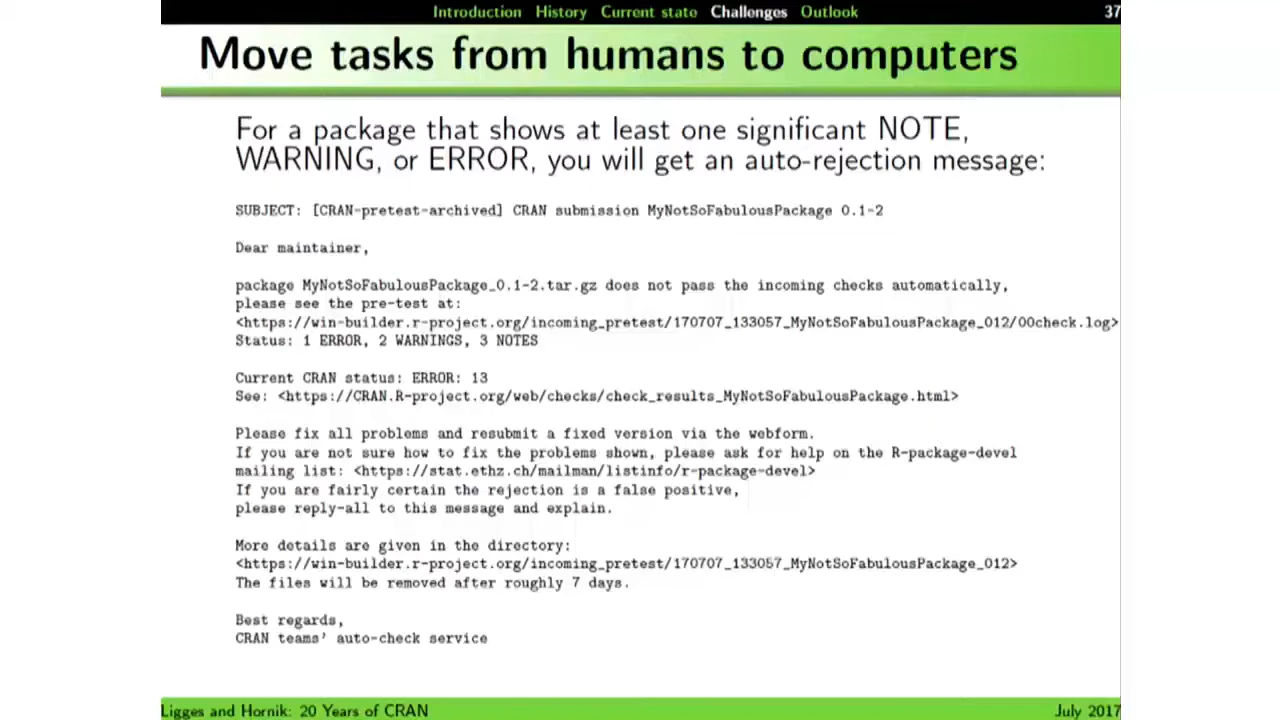 Introduction History Current state Challenges Outlook 37
Move tasks from humans to computers
For a package that shows at least one significant NOTE,
WARNING, or ERROR, you will get an auto-rejection message:
SUBJECT: [CRAN-pretest-archived] CRAN submission MyNotSoFabulousPackage 0.1-2
Dear maintainer,
package MyNotSoFabulousPackage_0.1-2.tar.gz does not pass the incoming checks automatically,
please see the pre-test at:
<https://win-builder.r-project.org/incoming_pretest/170707_133057_MyNotSoFabulousPackage_012/00check.log>
Status: 1 ERROR, 2 WARNINGS, 3 NOTES
Current CRAN status: ERROR: 13
See: <https://CRAN.R-project.org/web/checks/check_results_MyNotSoFabulousPackage.html>
Please fix all problems and resubmit a fixed version via the webform.
If you are not sure how to fix the problems shown, please ask for help on the R-package-devel
mailing list: <https://stat.ethz.ch/mailman/listinfo/r-package-devel>
If you are fairly certain the rejection is a false positive,
please reply-all to this message and explain.
More details are given in the directory:
<https://win-builder.r-project.org/incoming_pretest/170707_133057_MyNotSoFabulousPackage_012>
The files will be removed after roughly 7 days.
Best regards,
CRAN teams' auto-check service
Ligges and Hornik: 20 Years of CRAN July 2017